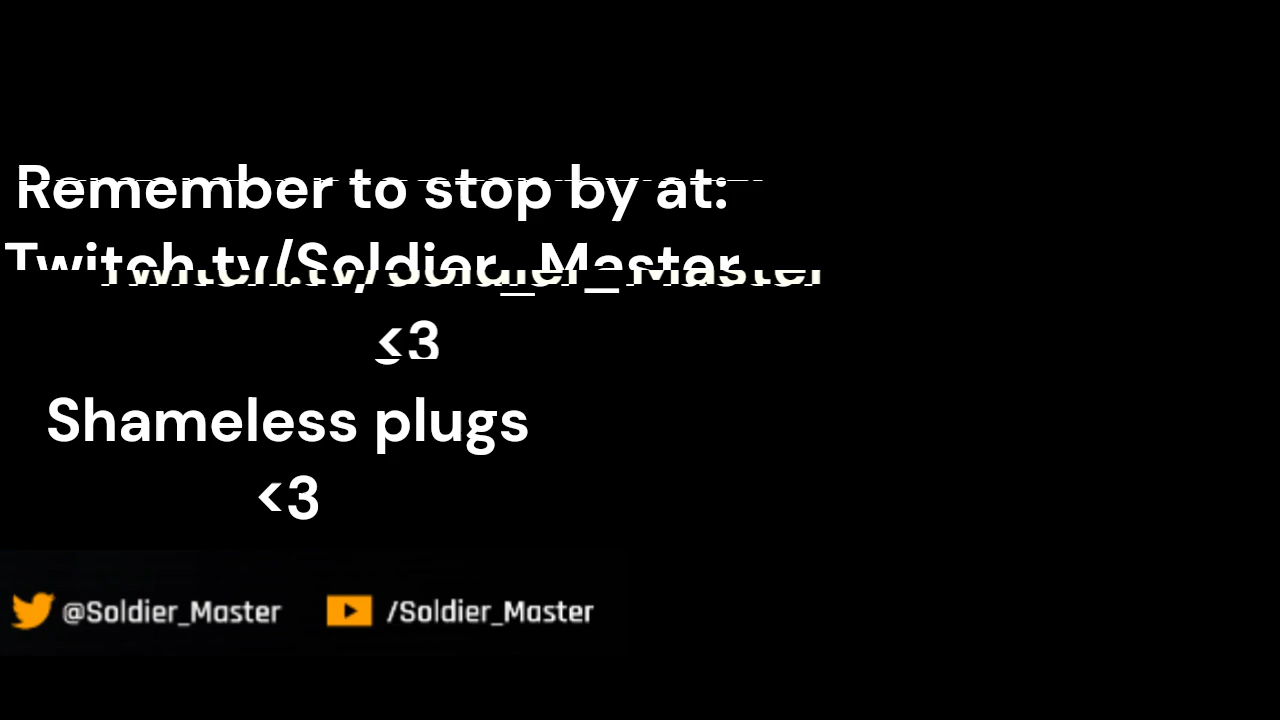 Remember to stop by at:
Twitch.tv/Soldier_Master
<3
Shameless plugs
<3
@Soldier_Master /Soldier_Master